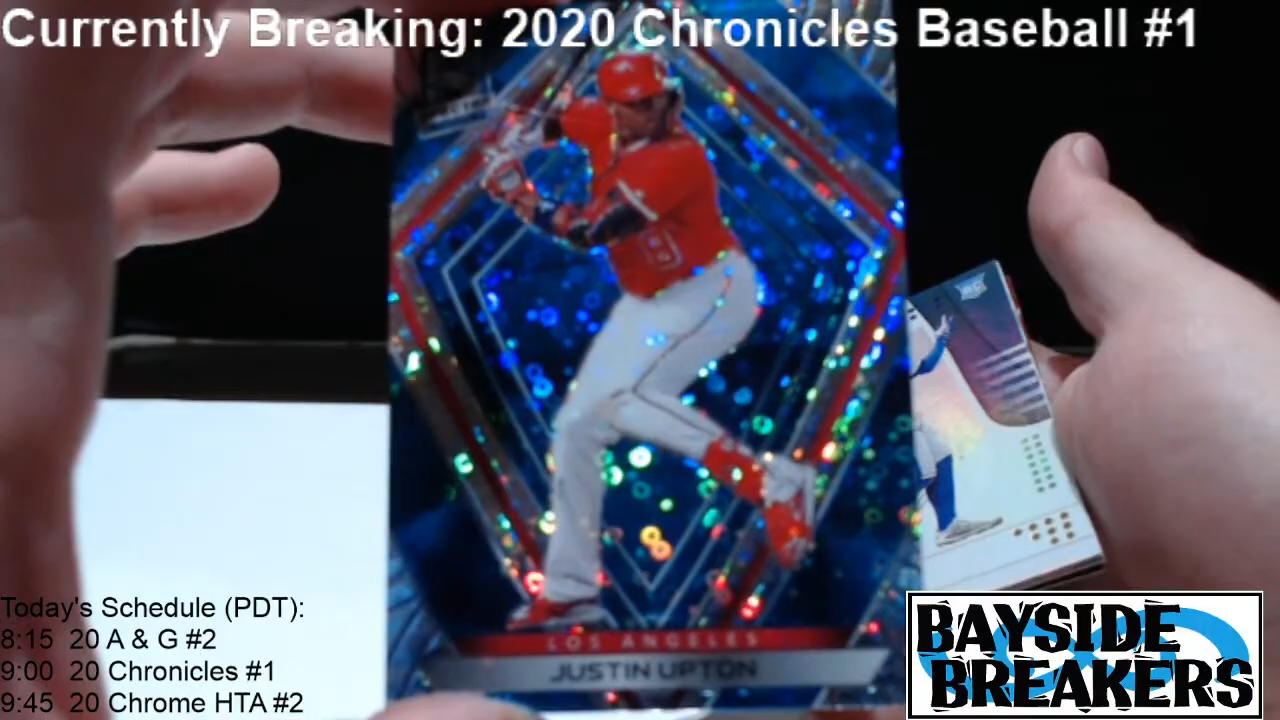 Currently Breaking: 2020 Chronicles Baseball #1
LOS ANGELES
JUSTIN UPTON
Today's Schedule (PDT):
8:15 20 A & G #2
9:00 20 Chronicles #1
9:45 20 Chrome HTA #2
BAYSIDE
BREAKERS